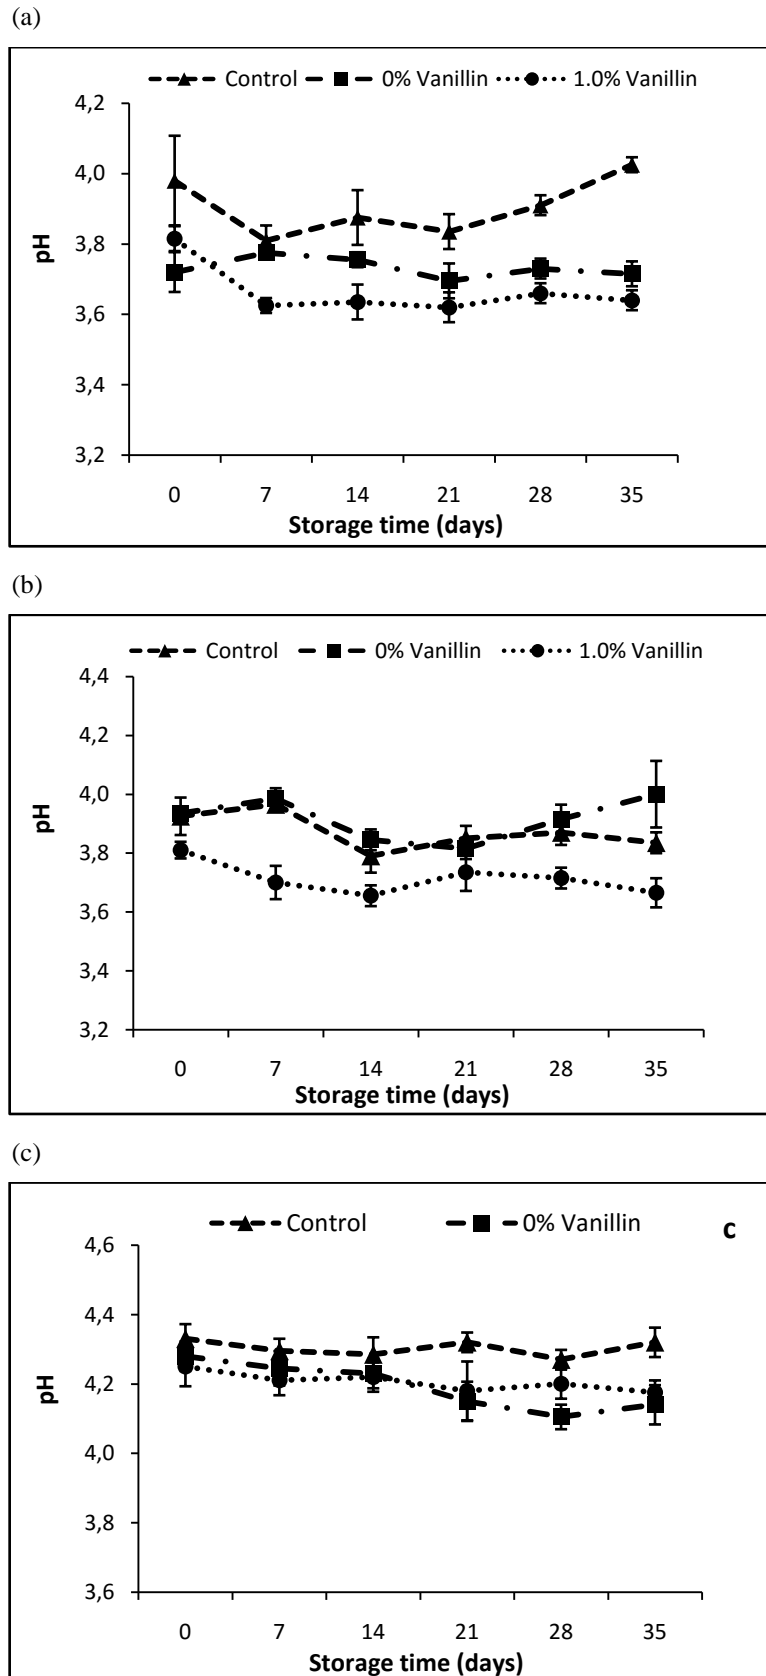 (a)
Control 0% Vanillin 1.0% Vanillin
4,2
4,0
3,8
3,6
3,4
3,2
pH
0 7 14 21 28 35
Storage time (days)
(b)
Control 0% Vanillin 1.0% Vanillin
4,4
4,2
4,0
3,8
3,6
3,4
3,2
pH
0 7 14 21 28 35
Storage time (days)
(c)
Control 0% Vanillin c
4,6
4,4
4,2
4,0
3,8
3,6
pH
0 7 14 21 28 35
Storage time (days)